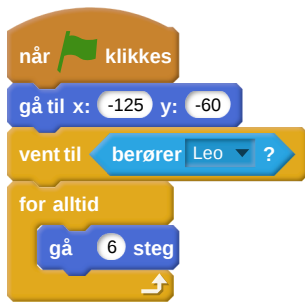 når klikkes
gå til x: -125 y: -60
vent til berører Leo ?
for alltid
gå 6 steg